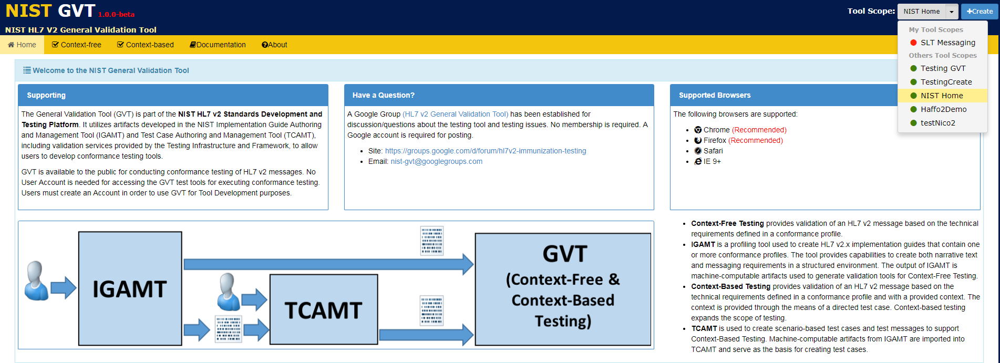 NIST GVT 1.0.0-beta
NIST HL7 V2 General Validation Tool
Tool Scope: NIST Home Create
Home Context-free Context-based Documentation About
My Tool Scopes
SLT Messaging
Others Tool Scopes
Testing GVT
TestingCreate
NIST Home
Haffo2Demo
testNico2
Welcome to the NIST General Validation Tool
Supporting
The General Validation Tool (GVT) is part of the NIST HL7 v2 Standards Development and
Testing Platform. It utilizes artifacts developed in the NIST Implementation Guide Authoring
and Management Tool (IGAMT) and Test Case Authoring and Management Tool (TCAMT),
including validation services provided by the Testing Infrastructure and Framework, to allow
users to develop conformance testing tools.
GVT is available to the public for conducting conformance testing of HL7 v2 messages. No
User Account is needed for accessing the GVT test tools for executing conformance testing.
Users must create an Account in order to use GVT for Tool Development purposes.
Have a Question?
A Google Group (HL7 v2 General Validation Tool) has been established for
discussion/questions about the testing tool and testing issues. No membership is required. A
Google account is required for posting.
Site: https://groups.google.com/d/forum/hl7v2-immunization-testing
Email: nist-gvt@googlegroups.com
Supported Browsers
The following browsers are supported:
Chrome (Recommended)
Firefox (Recommended)
Safari
IE 9+
IGAMT
TCAMT
GVT
(Context-Free &
Context-Based
Testing)
Context-Free Testing provides validation of an HL7 v2 message based on the technical
requirements defined in a conformance profile.
IGAMT is a profiling tool used to create HL7 v2.x implementation guides that contain one
or more conformance profiles. The tool provides capabilities to create both narrative text
and messaging requirements in a structured environment. The output of IGAMT is
machine-computable artifacts used to generate validation tools for Context-Free Testing.
Context-Based Testing provides validation of an HL7 v2 message based on the
technical requirements defined in a conformance profile and with a provided context. The
context is provided through the means of a directed test case. Context-based testing
expands the scope of testing.
TCAMT is used to create scenario-based test cases and test messages to support
Context-Based Testing. Machine-computable artifacts from IGAMT are imported into
TCAMT and serve as the basis for creating test cases.